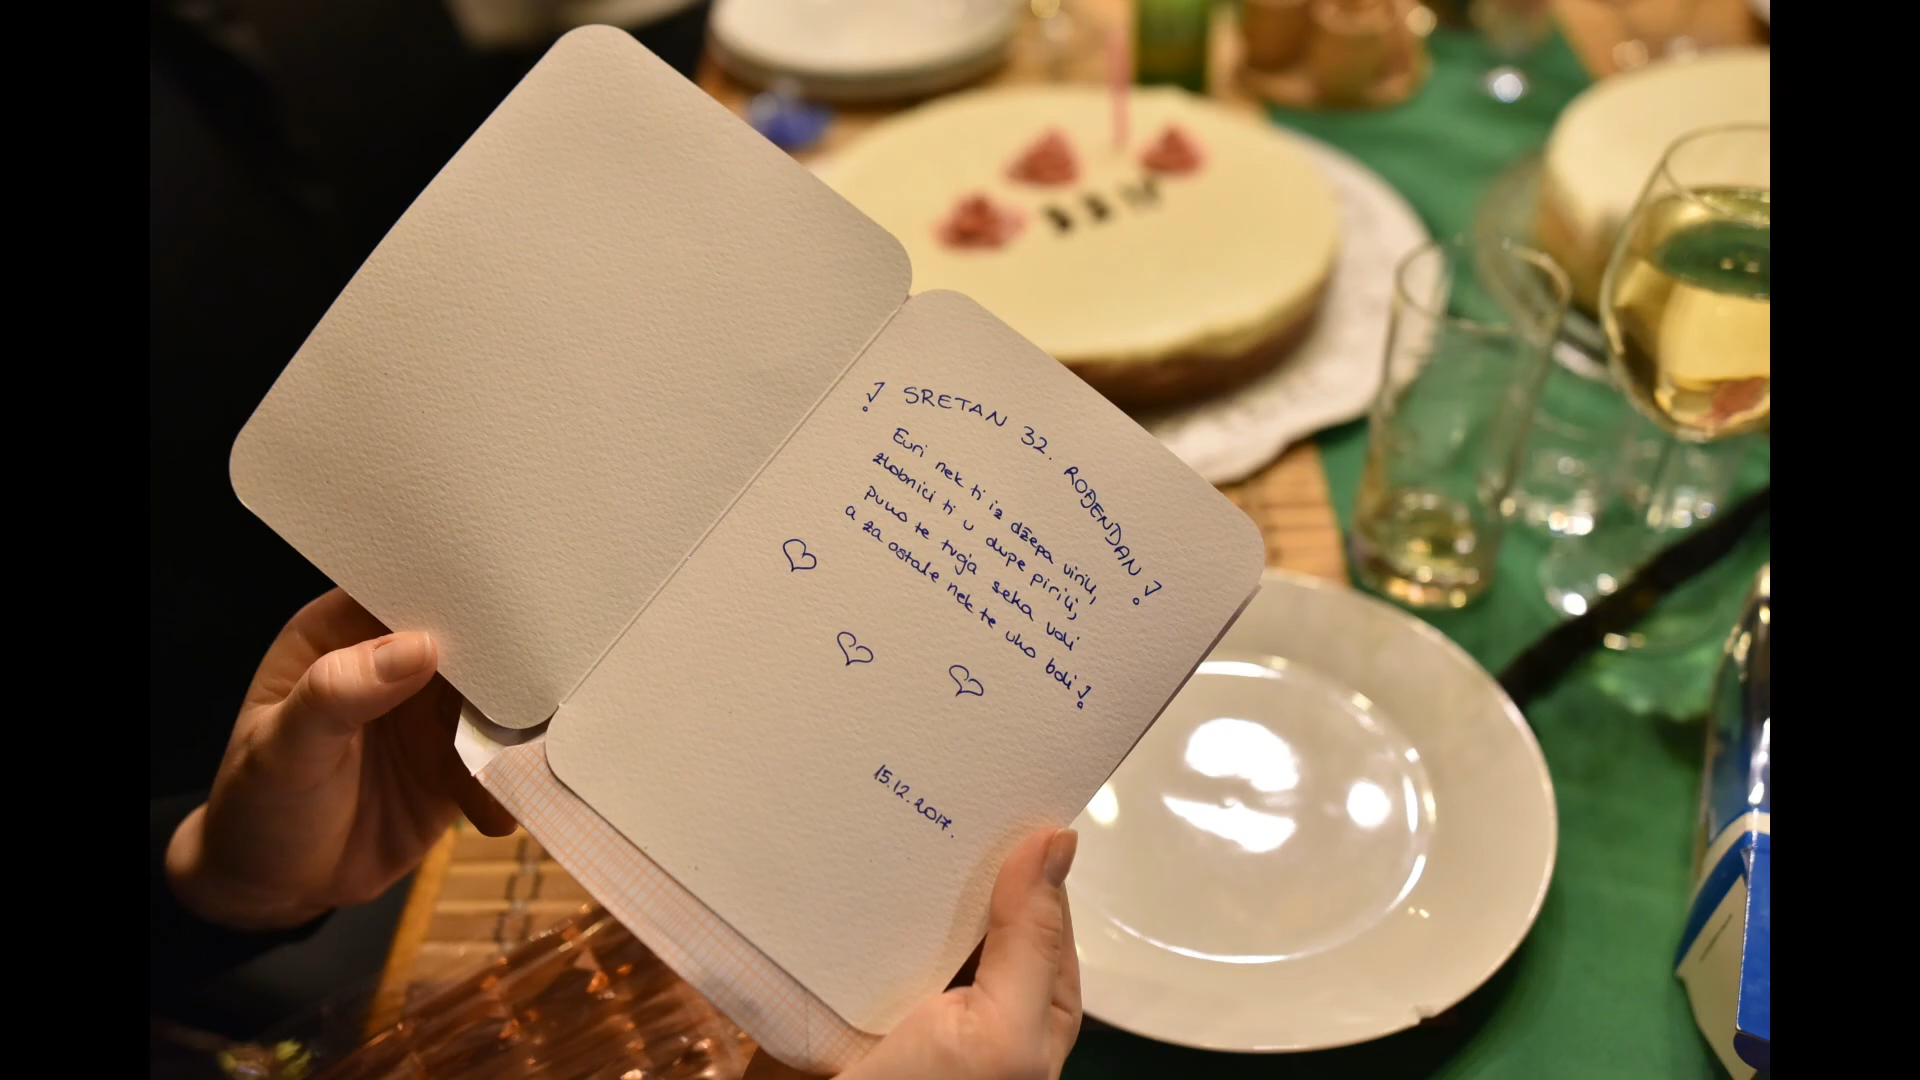 ! SRETAN 32. ROĐENDAN !
Euri nek ti iz džepa virili,
zlobnici ti u dupe pirili,
puno te tvoja seka voli
a za ostale nek te uho boli!
15.12.2017.